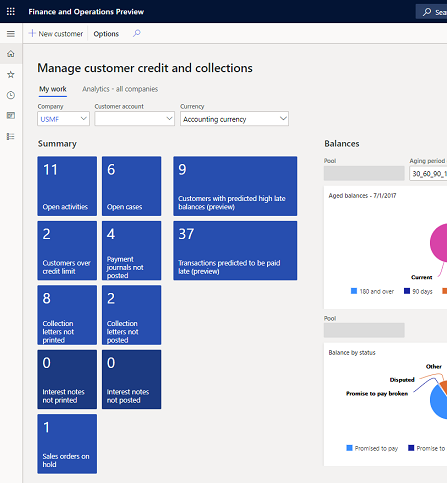 Finance and Operations Preview
Sea
New customer
Options
Manage customer credit and collections
My work
Analytics - all companies
Company
Customer account
Currency
USMF
Accounting currency
Summary
11
Open activities
6
Open cases
9
Customers with predicted high late
balances (preview)
2
Customers over
credit limit
4
Payment
journals not
posted
37
Transactions predicted to be paid
late (preview)
8
Collection
letters not
printed
2
Collection
letters not
posted
0
Interest notes
not printed
0
Interest notes
not posted
1
Sales orders on
hold
Balances
Pool
Aging period
30_60_90_1
Aged balances - 7/1/2017
Current
180 and over
90 days
Pool
Balance by status
Other
Disputed
Promise to pay broken
Promised to pay
Promise to